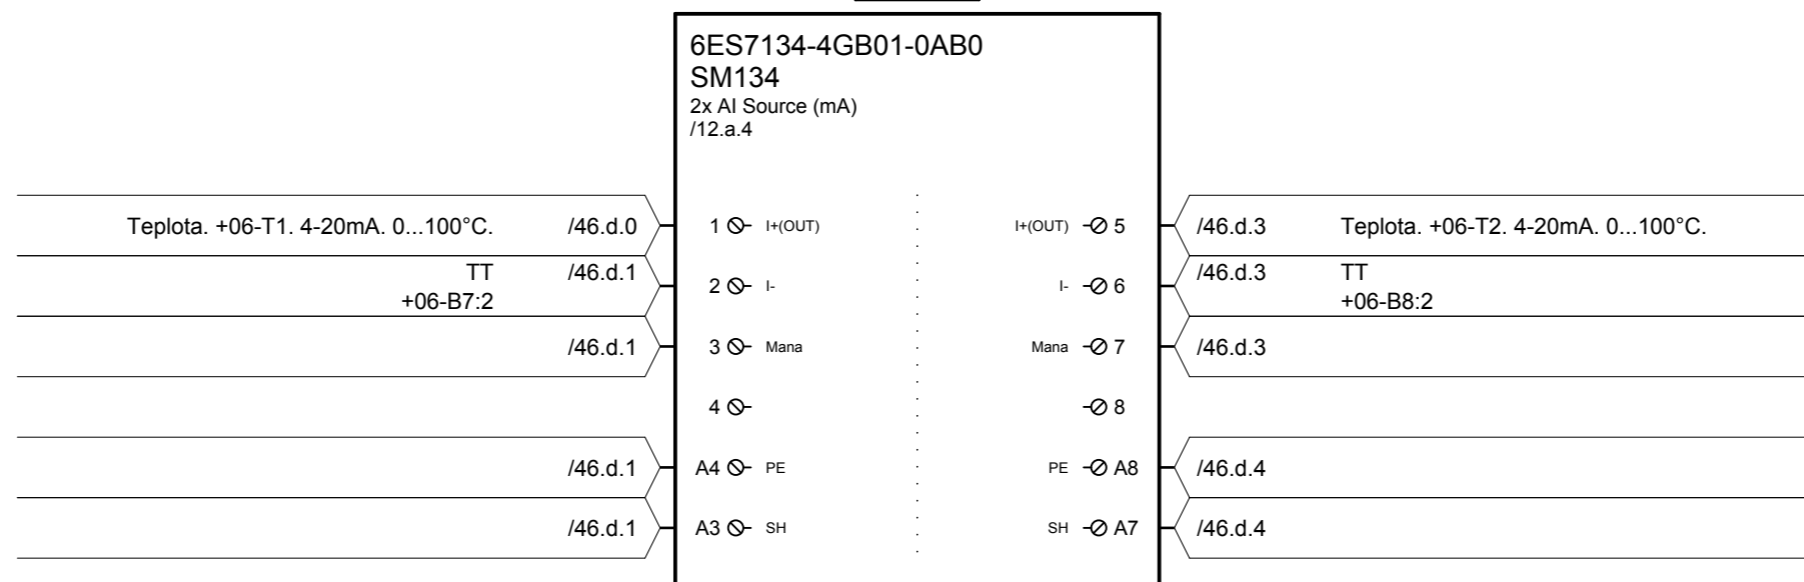 6ES7134-4GB01-0AB0
SM134
2x AI Source (mA)
/12.a.4
Teplota. +06-T1. 4-20mA. 0...100°C. /46.d.0 1 I+(OUT) I+(OUT) 5 /46.d.3 Teplota. +06-T2. 4-20mA. 0...100°C.
TT /46.d.1 2 I- I- 6 /46.d.3 TT
+06-B7:2 +06-B8:2
/46.d.1 3 Mana Mana 7 /46.d.3
4 8
/46.d.1 A4 PE PE A8 /46.d.4
/46.d.1 A3 SH SH A7 /46.d.4